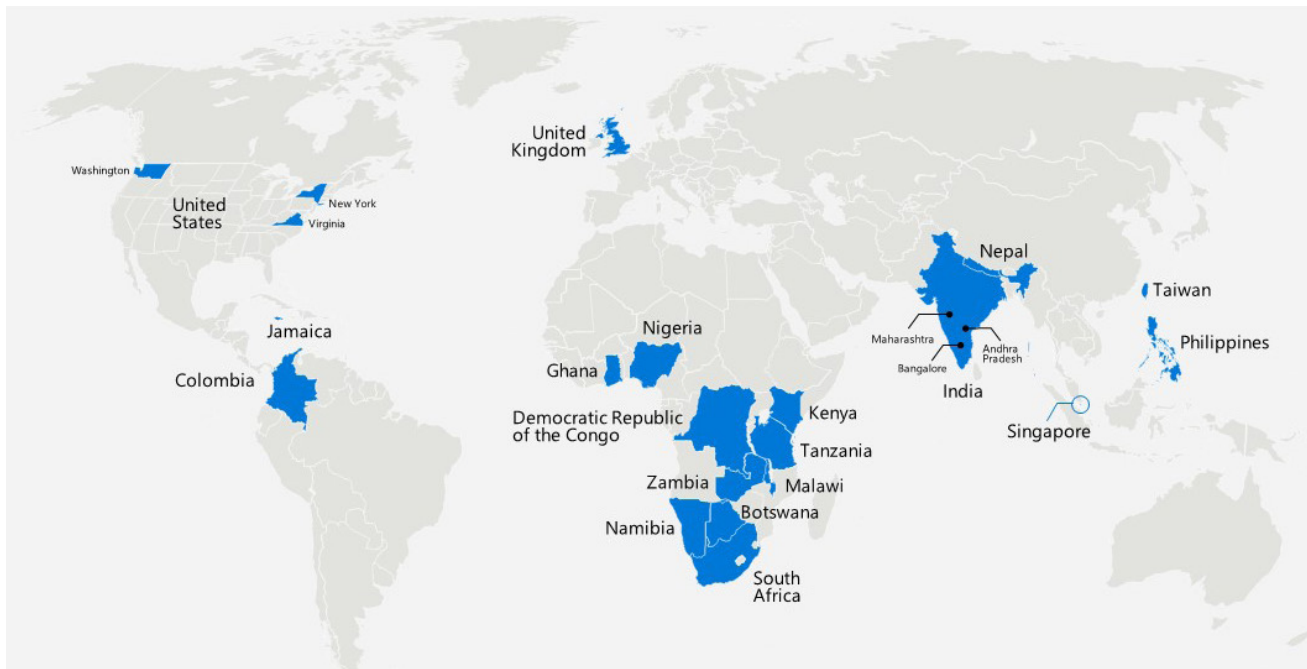 United
Kingdom
Washington
United
States
New York
Virginia
Nepal
Taiwan
Jamaica
Nigeria
Maharashtra
Andhra
Pradesh
Philippines
Bangalore
Ghana
Colombia
India
Democratic Republic
of the Congo
Kenya
Singapore
Tanzania
Zambia
Malawi
Botswana
Namibia
South
Africa